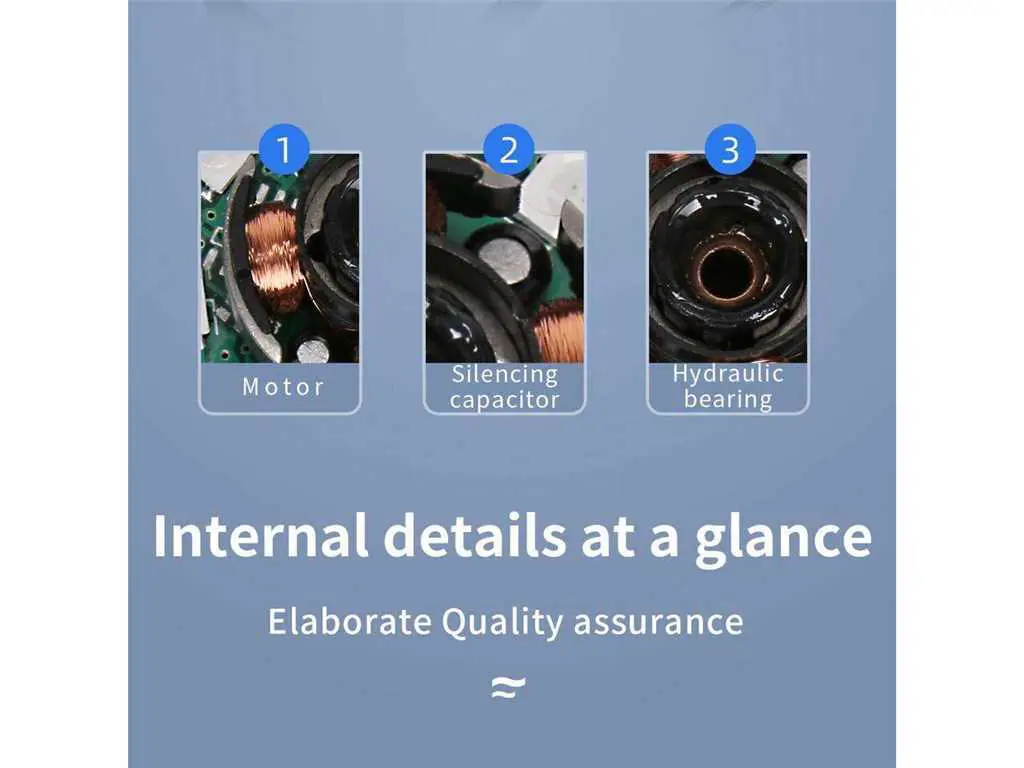 1
2
3
Motor
Silencing
capacitor
Hydraulic
bearing
Internal details at a glance
Elaborate Quality assurance